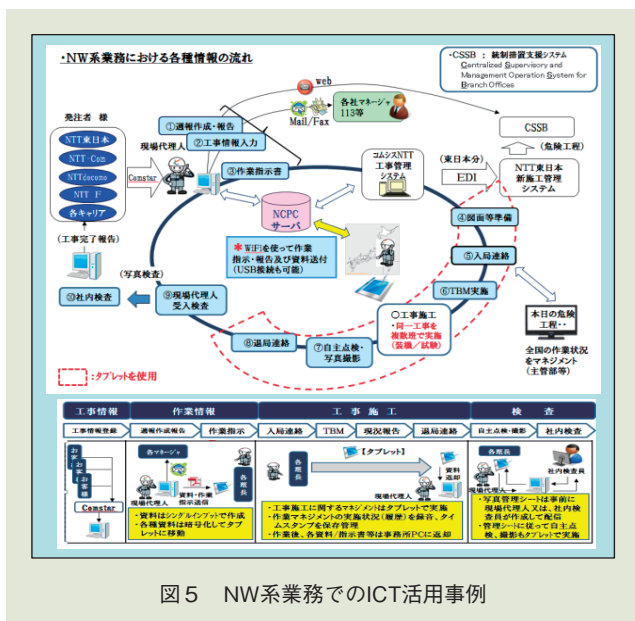 ・NW系業務における各種情報の流れ
・CSSB : 統制措置支援システム
Centralized Supervisory and
Management Operation System for
Branch Offices
web
Mail/Fax
各社マネージャ
113等
CSSB
(危険工程)
発注者 様
NTT東日本
NTT-Com
NTTdocomo
NTT F
各キャリア
現場代理人
Comstar
①週報作成・報告
②工事情報入力
③作業指示書
コムシスNTT
工事管理
システム
(東日本分)
EDI
NTT東日本
新施工管理
システム
NCPC
サーバ
*WiFiを使って作業
指示・報告及び資料送付
(USB接続も可能)
④図面等準備
⑤入局連絡
⑥TBM実施
〇工事施工
・同一工事を
複数班で実施
(装機/試験)
本日の危険
工程・・
全国の作業状況
をマネジメント
(主管部等)
(工事完了報告)
(写真検査)
⑩社内検査
⑨現場代理人
受入検査
⑧退局連絡
⑦自主点検・
写真撮影
:タブレットを使用
工事情報
作業情報
工事施工
検査
工事情報登録
週報作成報告
作業指示
入局連絡
TBM
現況報告
退局連絡
自主点検・撮影
社内検査
お客様
お客様
お客様
Comstar
各マネージャ
現場代理人
資料・作業
指示送信
各班長
・資料はシングルインプットで作成
・各種資料は暗号化してタブ
レットに移動
各班長
【タブレット】
資料
返却
現場代理人
・工事施工に関するマネジメントはタブレットで実施
・作業マネジメントの実施状況(履歴)を録音、タイ
ムスタンプを保存管理
・作業後、各資料/指示書等は事務所PCに返却
各班長
社内検査員
現場代理人
・写真管理シートは事前に
現場代理人又は、社内検
査員が作成して配信
・管理シートに従って自主点
検、撮影もタブレットで実施
図5 NW系業務でのICT活用事例